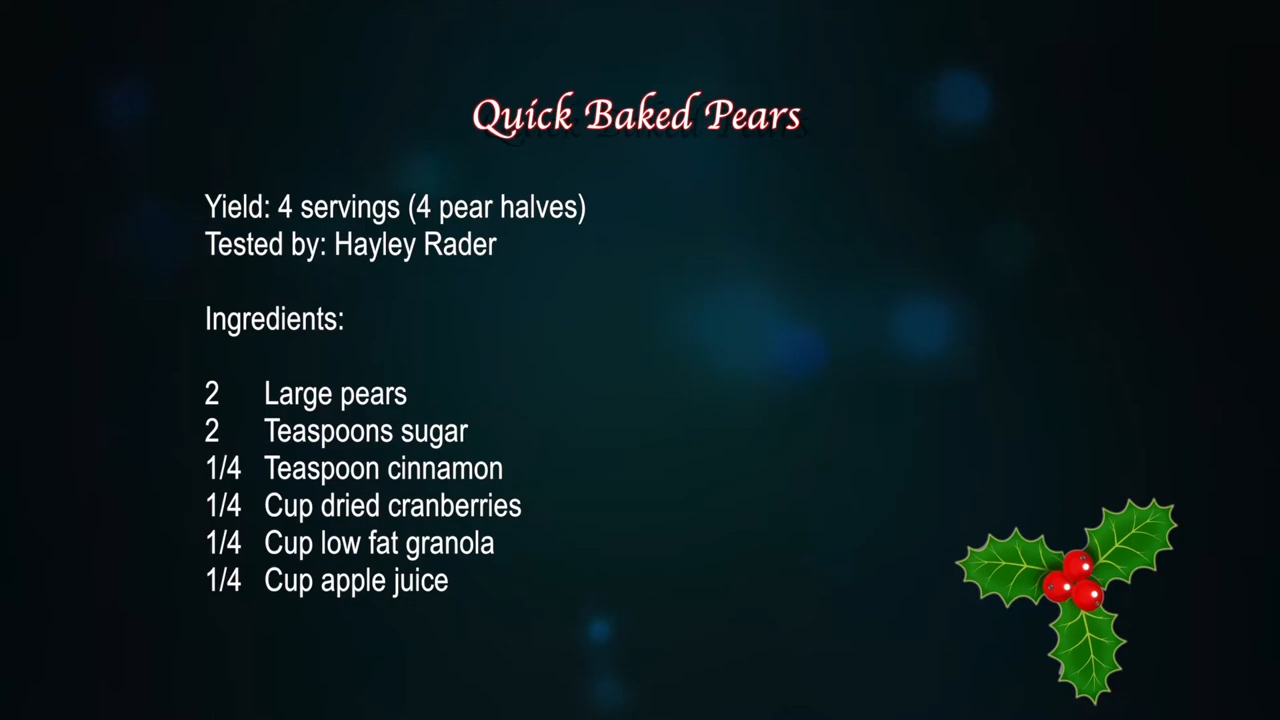 Quick Baked Pears
Yield: 4 servings (4 pear halves)
Tested by: Hayley Rader
Ingredients:
2 Large pears
2 Teaspoons sugar
1/4 Teaspoon cinnamon
1/4 Cup dried cranberries
1/4 Cup low fat granola
1/4 Cup apple juice